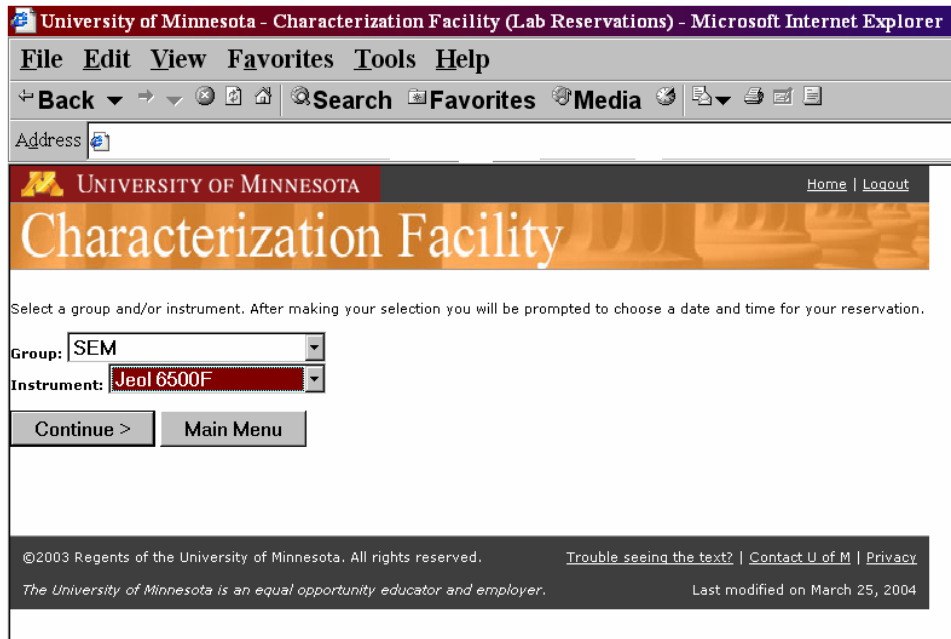 University of Minnesota - Characterization Facility (Lab Reservations) - Microsoft Internet Explorer
File Edit View Favorites Tools Help
Back Search Favorites Media
Address
UNIVERSITY OF MINNESOTA Home | Logout
Characterization Facility
Select a group and/or instrument. After making your selection you will be prompted to choose a date and time for your reservation.
Group: SEM
Instrument: Jeol 6500F
Continue > Main Menu
©2003 Regents of the University of Minnesota. All rights reserved. Trouble seeing the text? | Contact U of M | Privacy
The University of Minnesota is an equal opportunity educator and employer. Last modified on March 25, 2004